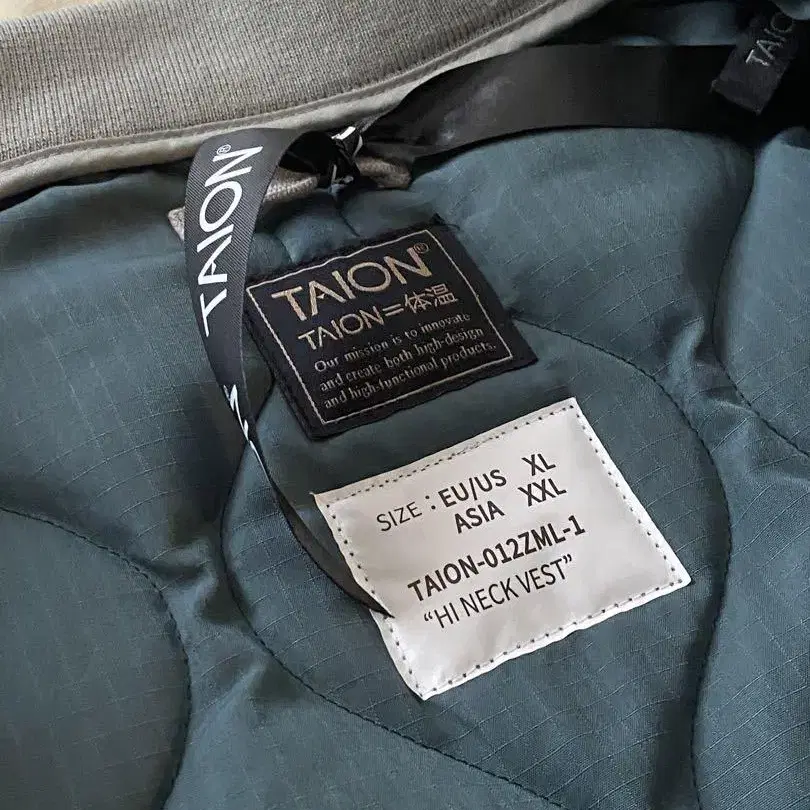 TAION®
TAION
TAION®
TAION=体温
Our mission is to innovate
and create both high-design
and high-functional products.
SIZE : EU/US XL
ASIA XXL
TAION-012ZML-1
“HI NECK VEST”